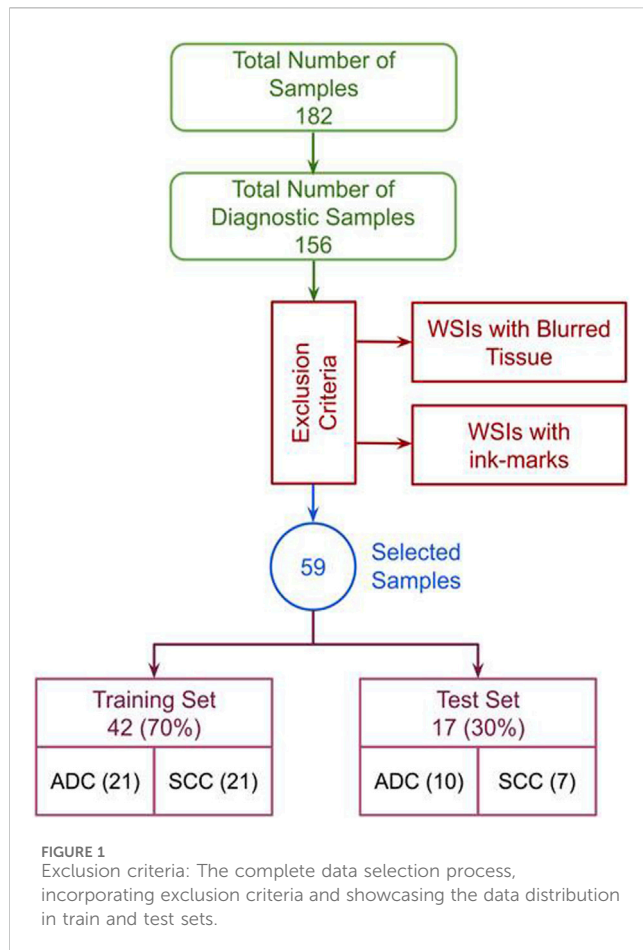 Total Number of
Samples
182
Total Number of
Diagnostic Samples
156
Exclusion
Criteria
WSIs with Blurred
Tissue
WSIs with
ink-marks
59
Selected
Samples
Training Set
42 (70%)
ADC (21)
SCC (21)
Test Set
17 (30%)
ADC (10)
SCC (7)
FIGURE 1
Exclusion criteria: The complete data selection process,
incorporating exclusion criteria and showcasing the data distribution
in train and test sets.